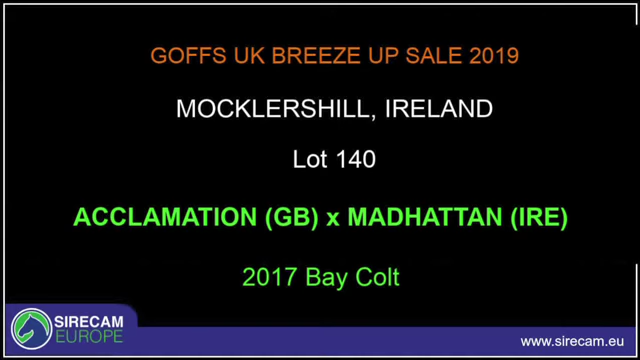 GOFFS UK BREEZE UP SALE 2019
MOCKLERSHILL, IRELAND
Lot 140
ACCLAMATION (GB) x MADHATTAN (IRE)
2017 Bay Colt
SIRECAM
EUROPE
www.sirecam.eu